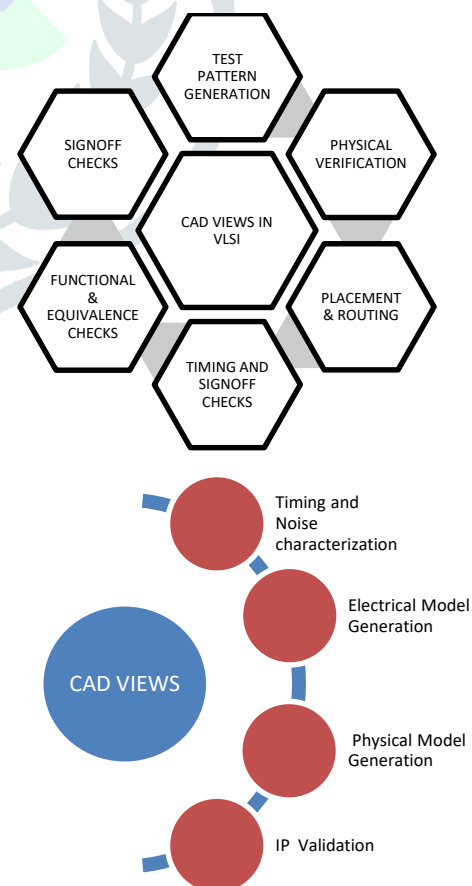 TEST
PATTERN
GENERATION
SIGNOFF
CHECKS
PHYSICAL
VERIFICATION
CAD VIEWS IN
VLSI
FUNCTIONAL
&
EQUIVALENCE
CHECKS
PLACEMENT
& ROUTING
TIMING AND
SIGNOFF
CHECKS
Timing and
Noise
characterization
Electrical Model
Generation
CAD VIEWS
Physical Model
Generation
IP Validation